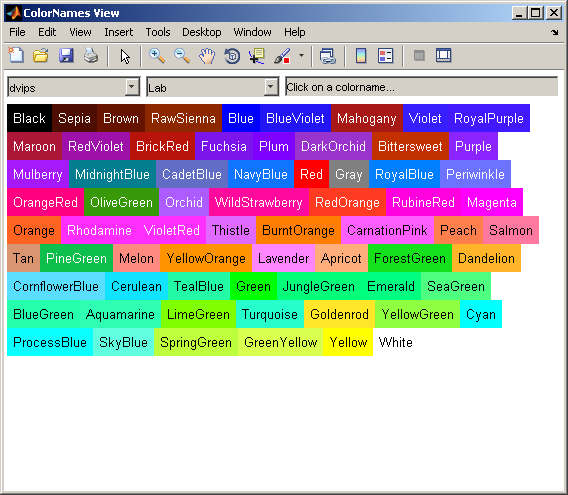 ColorNames View
File Edit View Insert Tools Desktop Window Help
dvips Lab Click on a colorname...
Black Sepia Brown RawSienna Blue BlueViolet Mahogany Violet RoyalPurple
Maroon RedViolet BrickRed Fuchsia Plum DarkOrchid Bittersweet Purple
Mulberry MidnightBlue CadetBlue NavyBlue Red Gray RoyalBlue Periwinkle
OrangeRed OliveGreen Orchid WildStrawberry RedOrange RubineRed Magenta
Orange Rhodamine VioletRed Thistle BurntOrange CarnationPink Peach Salmon
Tan PineGreen Melon YellowOrange Lavender Apricot ForestGreen Dandelion
CornflowerBlue Cerulean TealBlue Green JungleGreen Emerald SeaGreen
BlueGreen Aquamarine LimeGreen Turquoise Goldenrod YellowGreen Cyan
ProcessBlue SkyBlue SpringGreen GreenYellow Yellow White